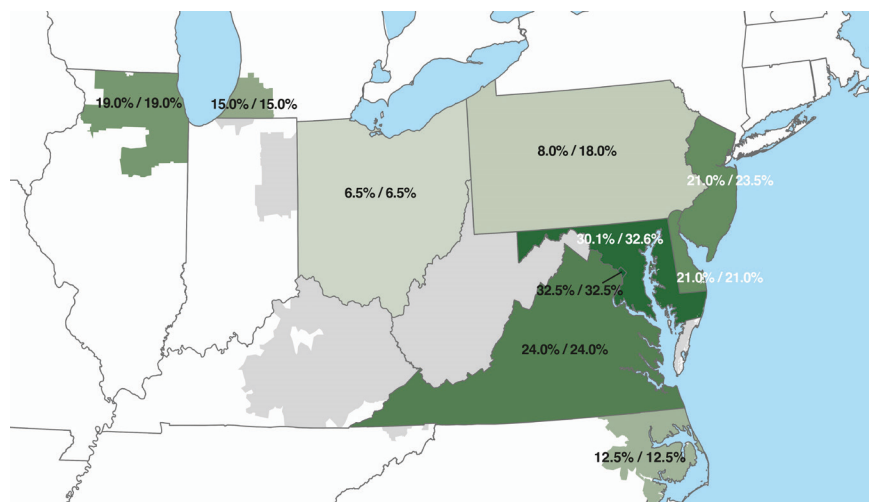 19.0% / 19.0%
15.0% / 15.0%
8.0% / 18.0%
6.5% / 6.5%
21.0% / 23.5%
30.1% / 32.6%
21.0% / 21.0%
32.5% / 32.5%
24.0% / 24.0%
12.5% / 12.5%